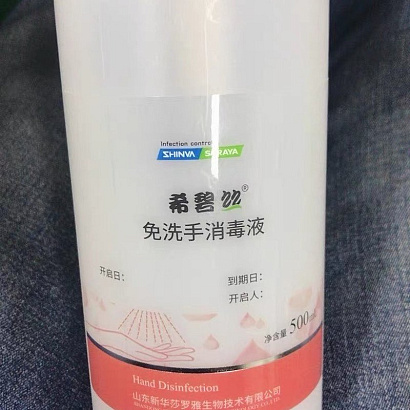 Infection control
SHINVA SARAYA
希碧丝®
免洗手消毒液
开启日:
到期日:
开启人:
净含量 500ml
Hand Disinfection
山东新华莎罗雅生物技术有限公司